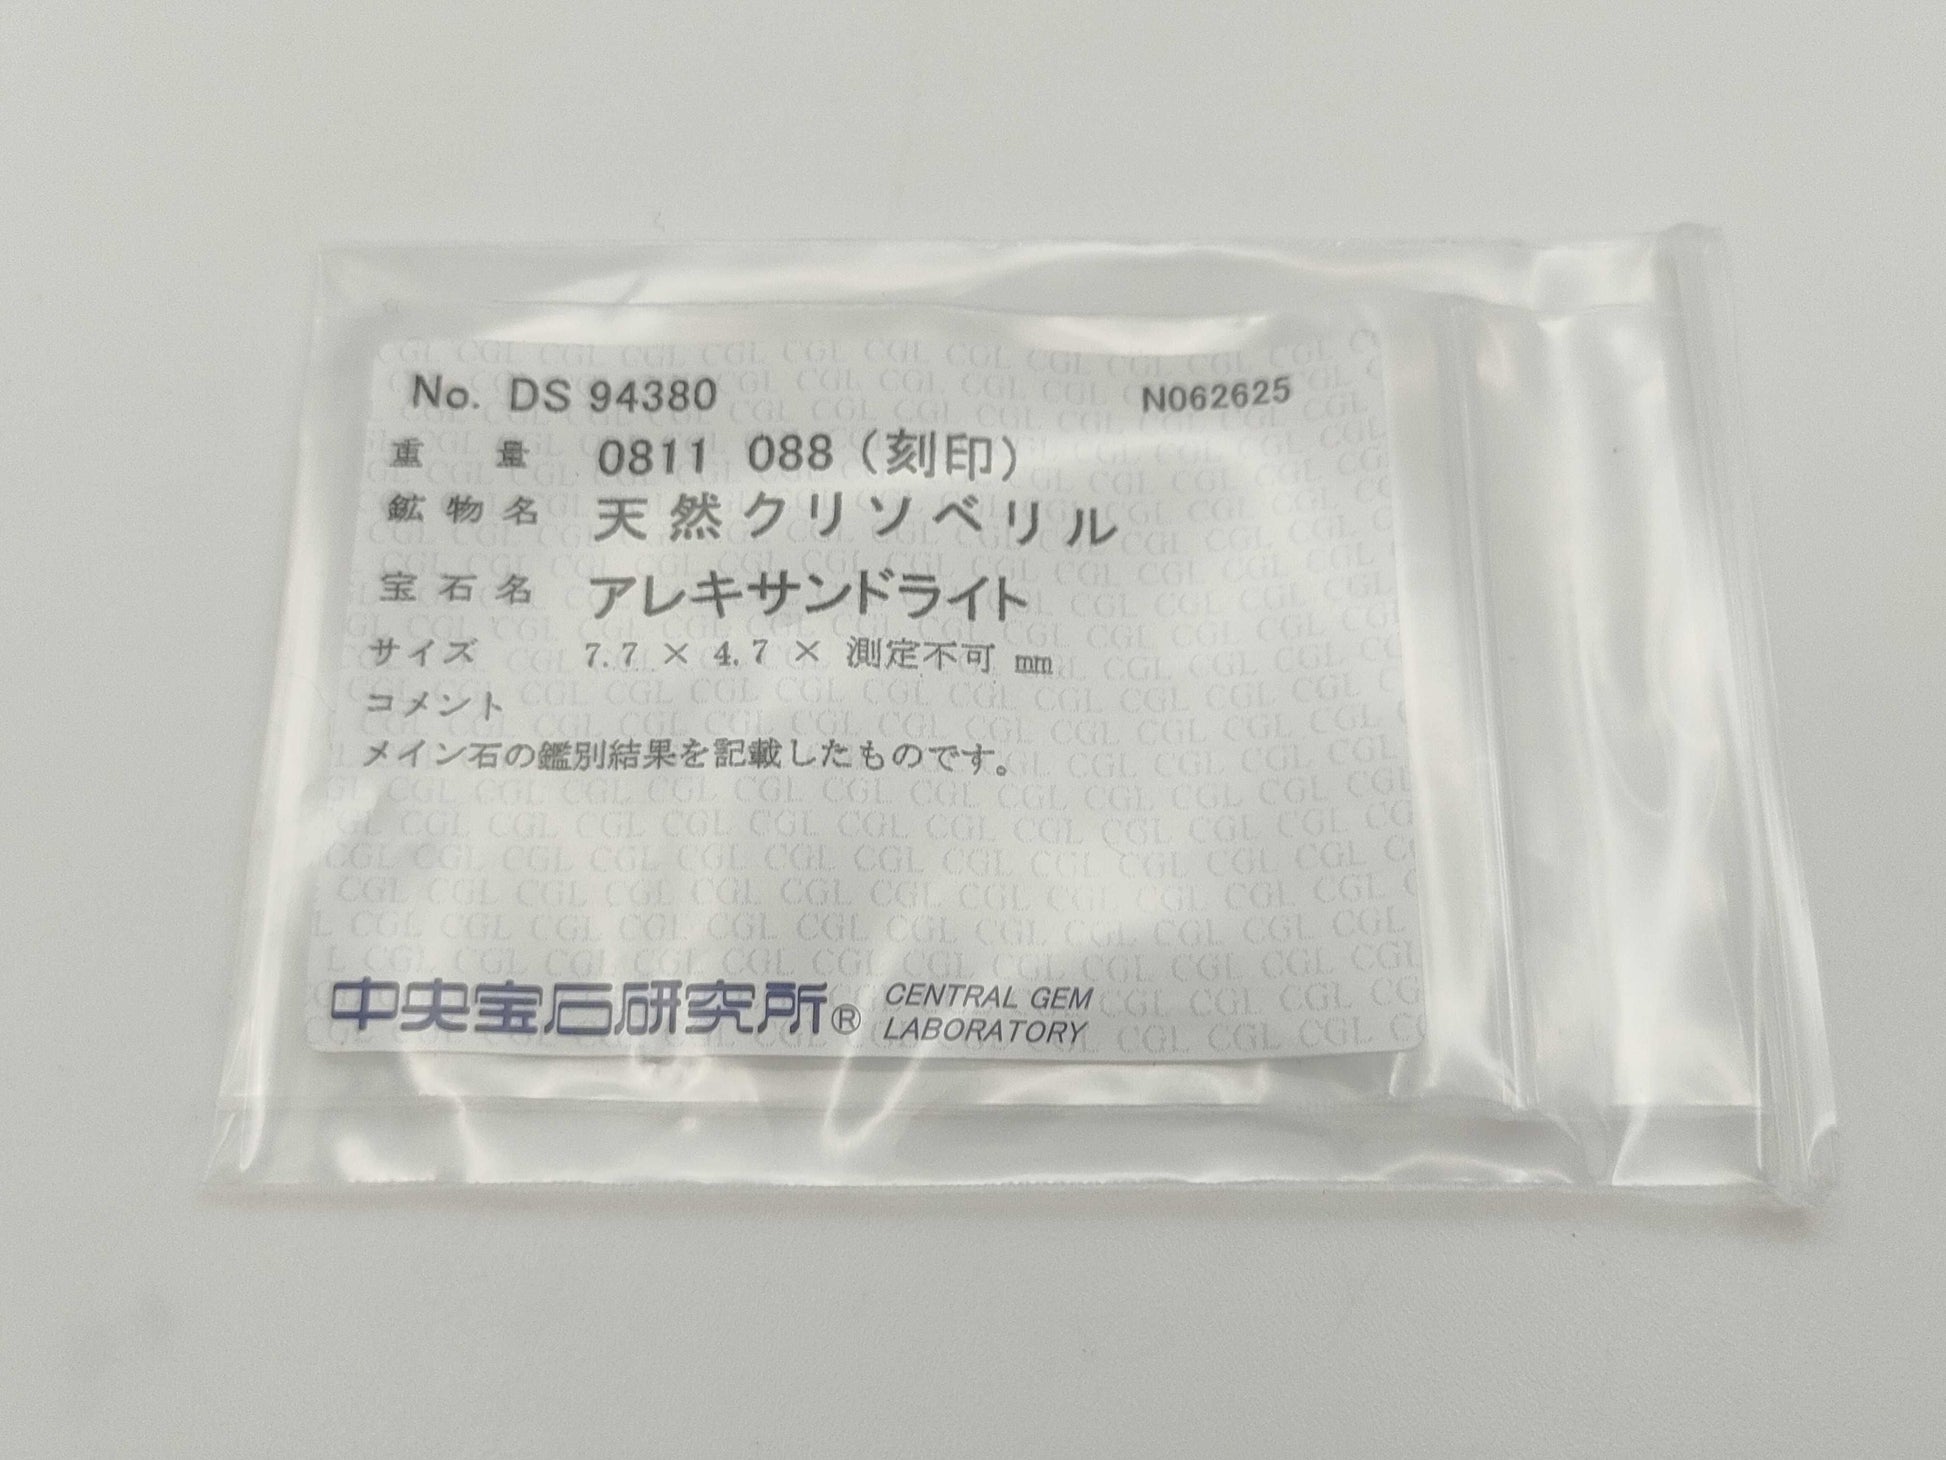 No. DS 94380 N062625
重 量 0811 088 (刻印)
鉱物名 天然クリソベリル
宝石名 アレキサンドライト
サイズ 7.7 × 4.7 × 測定不可 mm
コメント
メイン石の鑑別結果を記載したものです。
中央宝石研究所® CENTRAL GEM
LABORATORY